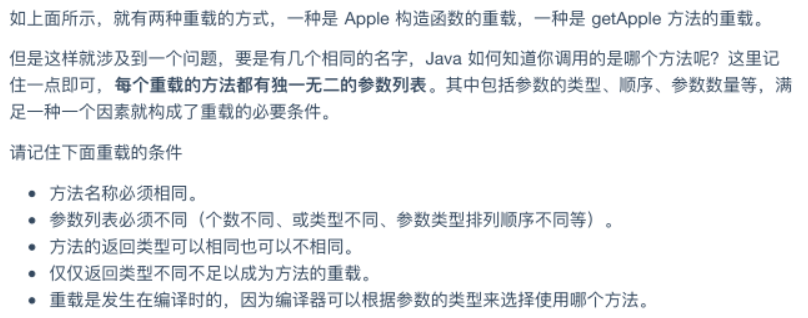 如上面所示，就有两种重载的方式，一种是 Apple 构造函数的重载，一种是 getApple 方法的重载。
但是这样就涉及到一个问题，要是有几个相同的名字，Java 如何知道你调用的是哪个方法呢？这里记
住一点即可，每个重载的方法都有独一无二的参数列表。其中包括参数的类型、顺序、参数数量等，满
足一种一个因素就构成了重载的必要条件。
请记住下面重载的条件
• 方法名称必须相同。
• 参数列表必须不同（个数不同、或类型不同、参数类型排列顺序不同等）。
• 方法的返回类型可以相同也可以不相同。
• 仅仅返回类型不同不足以成为方法的重载。
• 重载是发生在编译时的，因为编译器可以根据参数的类型来选择使用哪个方法。